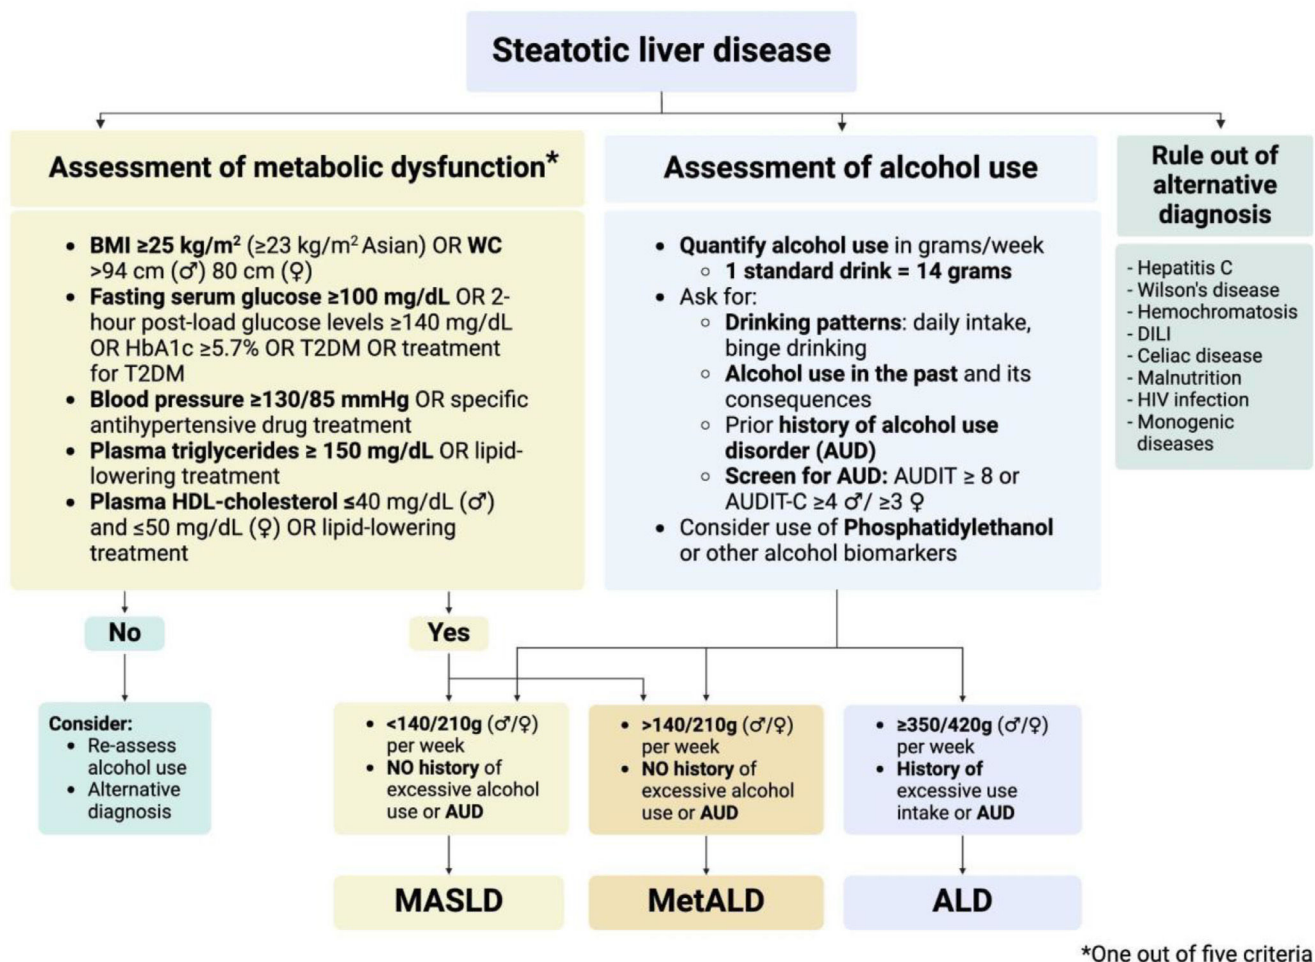 Steatotic liver disease
Assessment of metabolic dysfunction*
• BMI ≥25 kg/m² (≥23 kg/m² Asian) OR WC
>94 cm (♂) 80 cm (♀)
• Fasting serum glucose ≥100 mg/dL OR 2-
hour post-load glucose levels ≥140 mg/dL
OR HbA1c ≥5.7% OR T2DM OR treatment
for T2DM
• Blood pressure ≥130/85 mmHg OR specific
antihypertensive drug treatment
• Plasma triglycerides ≥ 150 mg/dL OR lipid-
lowering treatment
• Plasma HDL-cholesterol ≤40 mg/dL (♂)
and ≤50 mg/dL (♀) OR lipid-lowering
treatment
Assessment of alcohol use
• Quantify alcohol use in grams/week
◦ 1 standard drink = 14 grams
• Ask for:
◦ Drinking patterns: daily intake,
binge drinking
◦ Alcohol use in the past and its
consequences
◦ Prior history of alcohol use
disorder (AUD)
◦ Screen for AUD: AUDIT ≥ 8 or
AUDIT-C ≥4 ♂/ ≥3 ♀
• Consider use of Phosphatidylethanol
or other alcohol biomarkers
Rule out of
alternative
diagnosis
- Hepatitis C
- Wilson's disease
- Hemochromatosis
- DILI
- Celiac disease
- Malnutrition
- HIV infection
- Monogenic
diseases
No
Yes
Consider:
• Re-assess
alcohol use
• Alternative
diagnosis
• <140/210g (♂/♀)
per week
• NO history of
excessive alcohol
use or AUD
• >140/210g (♂/♀)
per week
• NO history of
excessive alcohol
use or AUD
• ≥350/420g (♂/♀)
per week
• History of
excessive use
intake or AUD
MASLD
MetALD
ALD
*One out of five criteria